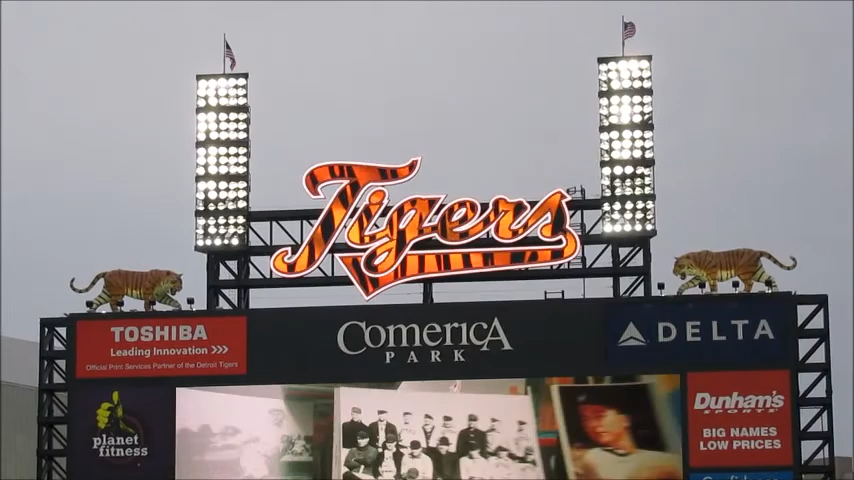 Tigers
TOSHIBA
Leading Innovation >>>
Official Print Services Partner of the Detroit Tigers
COMERICA
PARK
DELTA
planet
fitness
DUNHAM'S
SPORTS
BIG NAMES
LOW PRICES